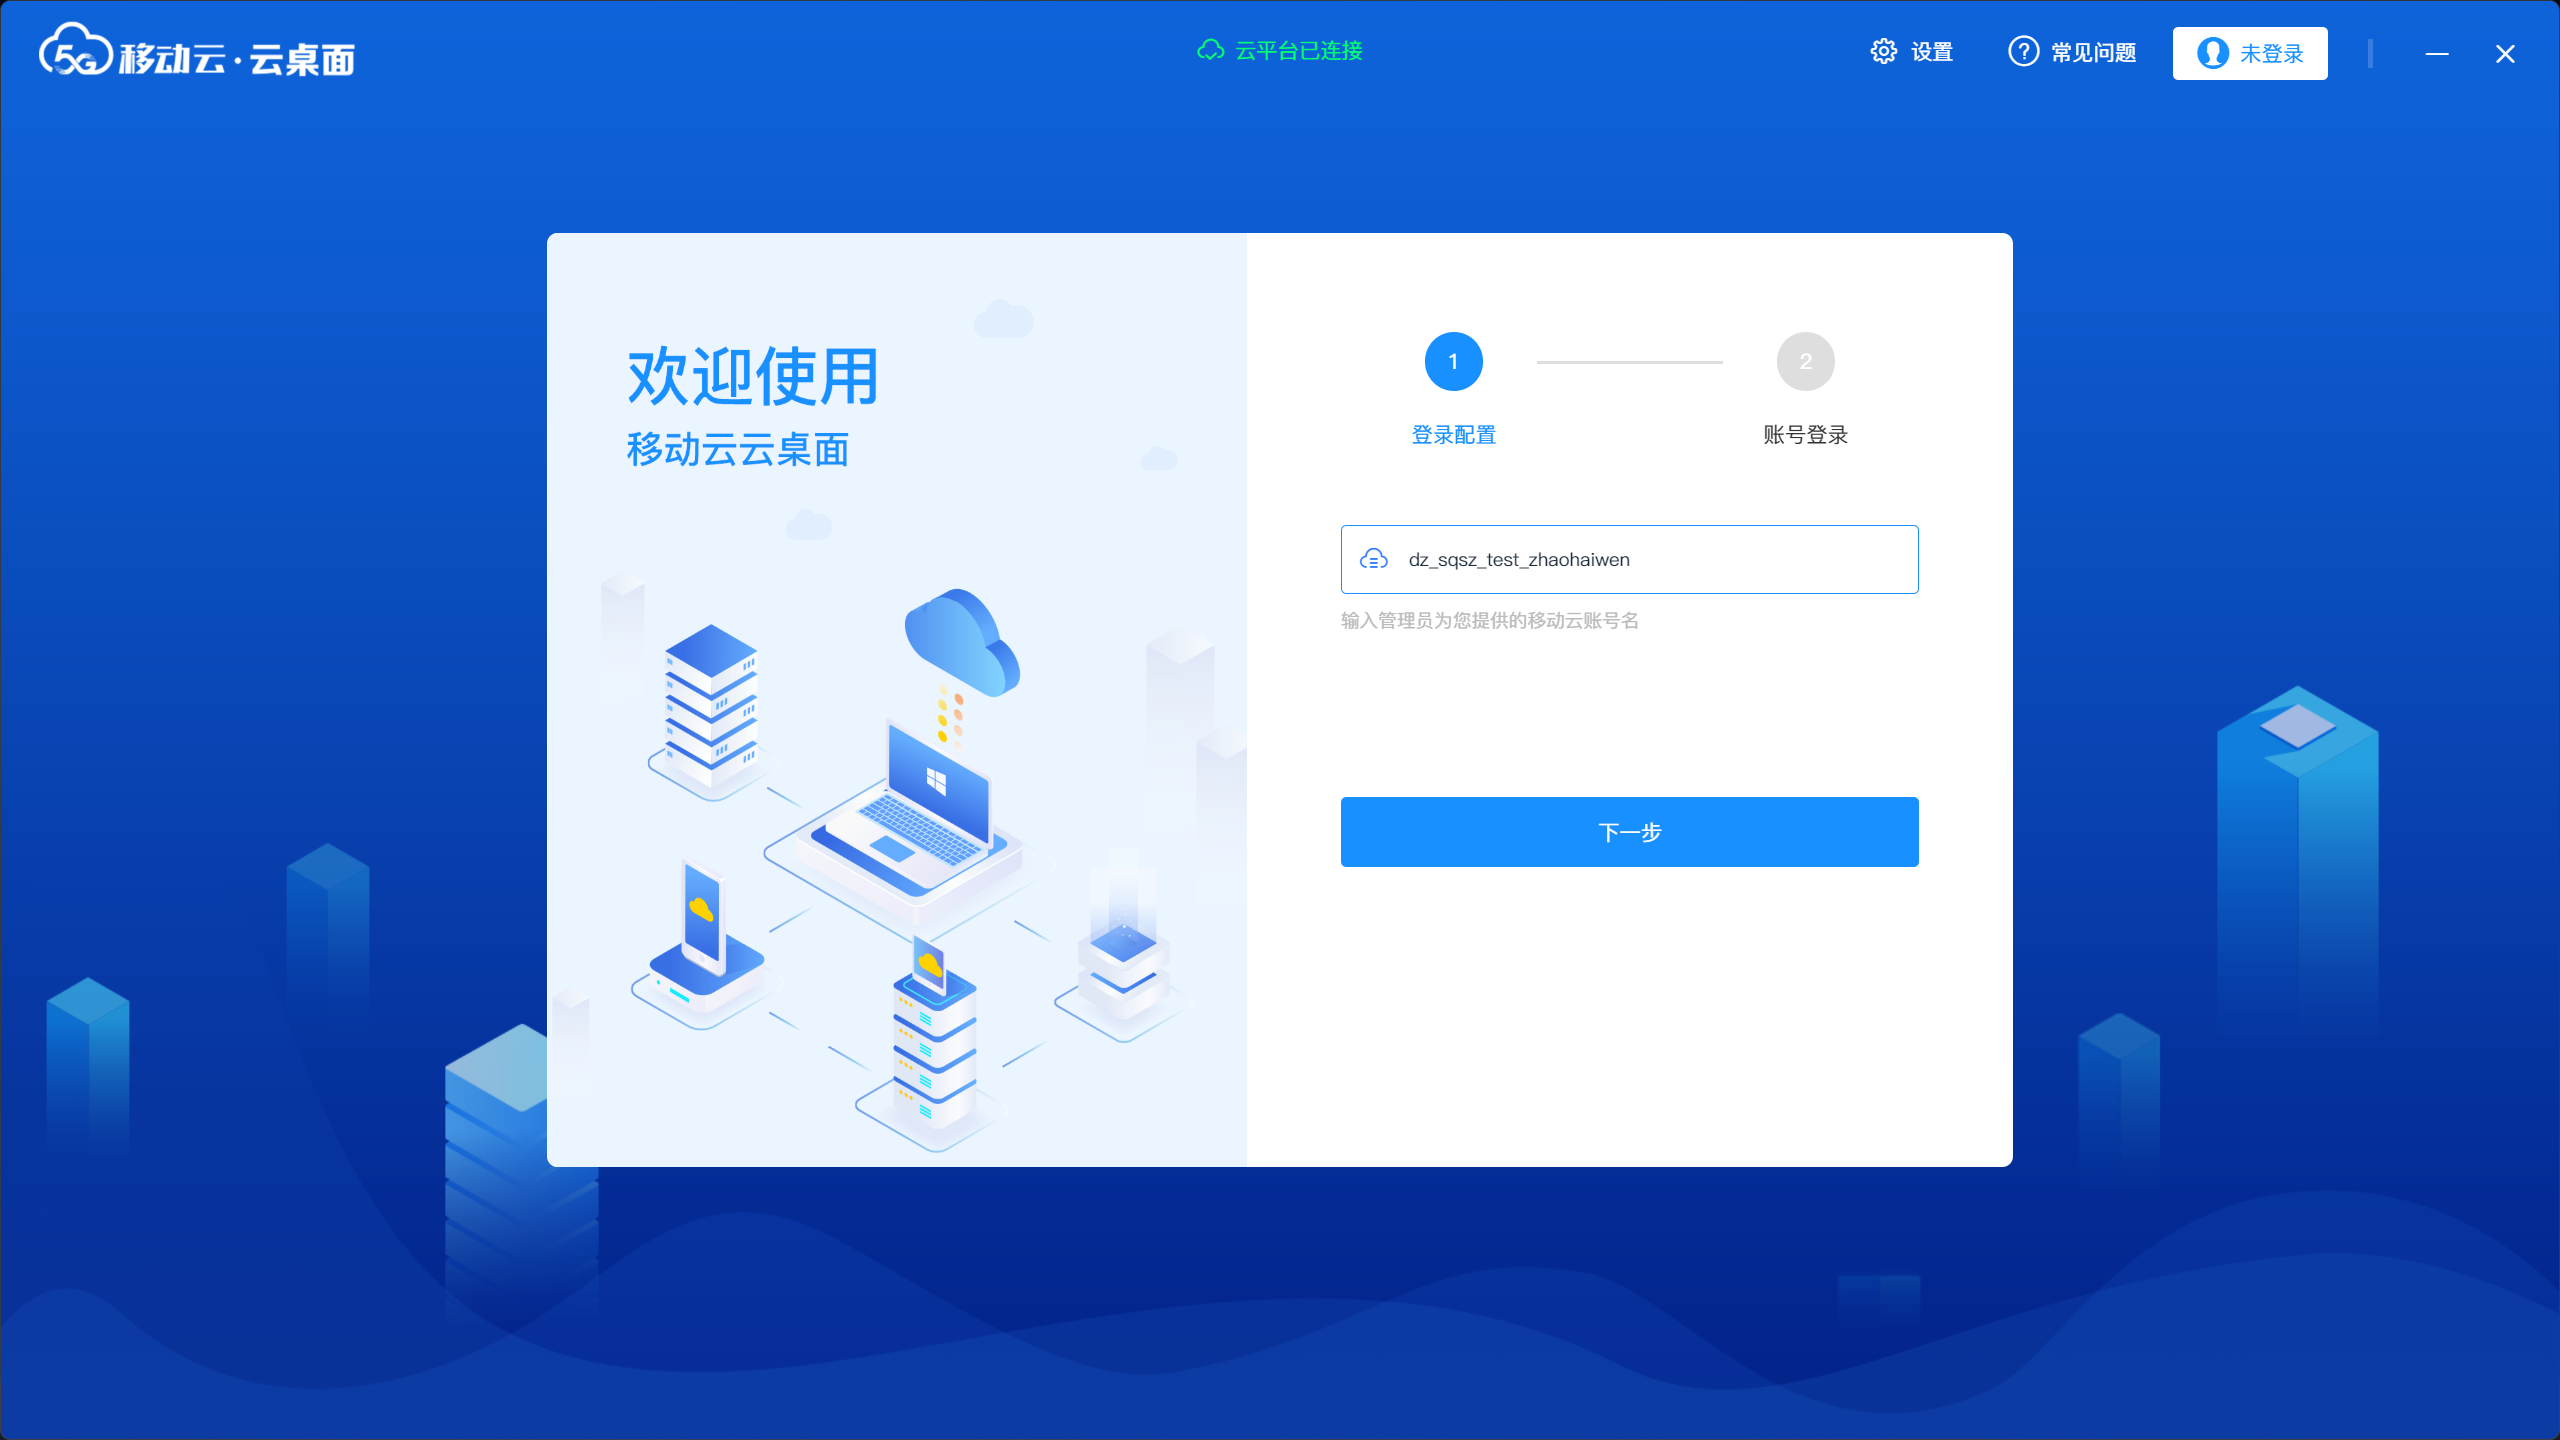 5G 移动云·云桌面
云平台已连接
设置
常见问题
未登录
欢迎使用
移动云云桌面
1
2
登录配置
账号登录
dz_sqsz_test_zhaohaiwen
输入管理员为您提供的移动云账号名
下一步